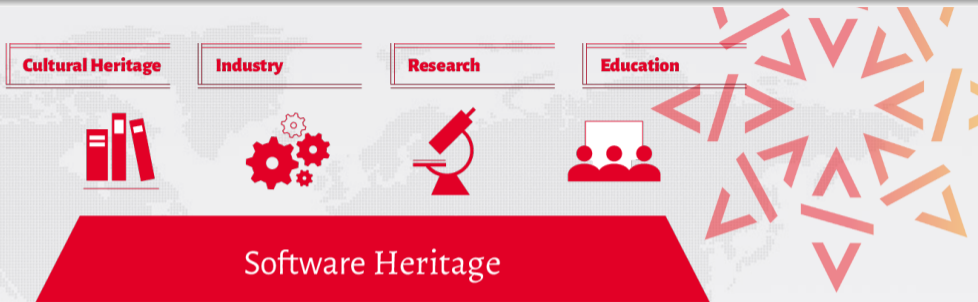 Cultural Heritage
Industry
Research
Education
Software Heritage